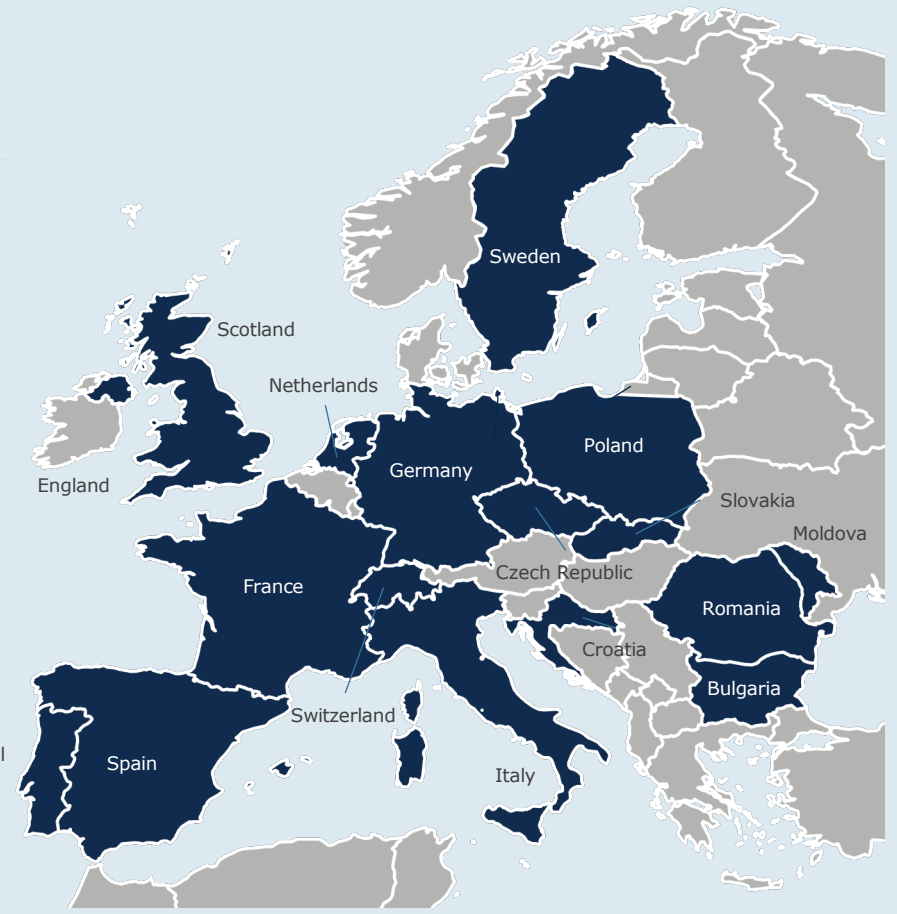 Sweden
Scotland
Netherlands
Poland
Germany
England
Slovakia
Moldova
Czech Republic
France
Romania
Croatia
Bulgaria
Switzerland
l
Spain
Italy